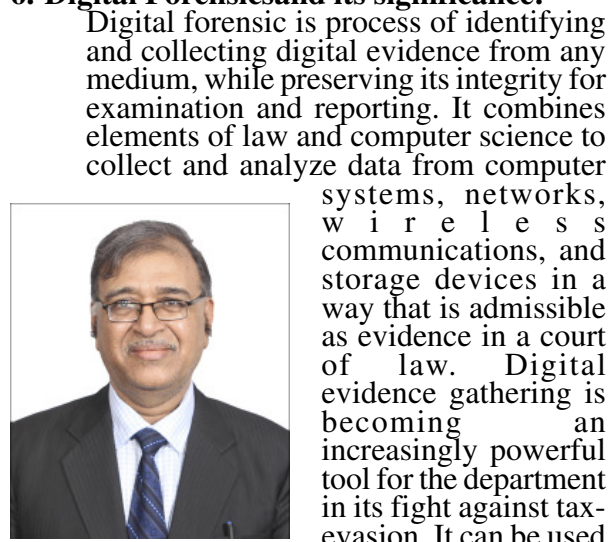 6. Digital Forensicsand its significance:
Digital forensic is process of identifying
and collecting digital evidence from any
medium, while preserving its integrity for
examination and reporting. It combines
elements of law and computer science to
collect and analyze data from computer
systems, networks,
w i r e l e s s
communications, and
storage devices in a
way that is admissible
as evidence in a court
of law. Digital
evidence gathering is
becoming an
increasingly powerful
tool for the department
in its fight against tax-
evasion. It can be used